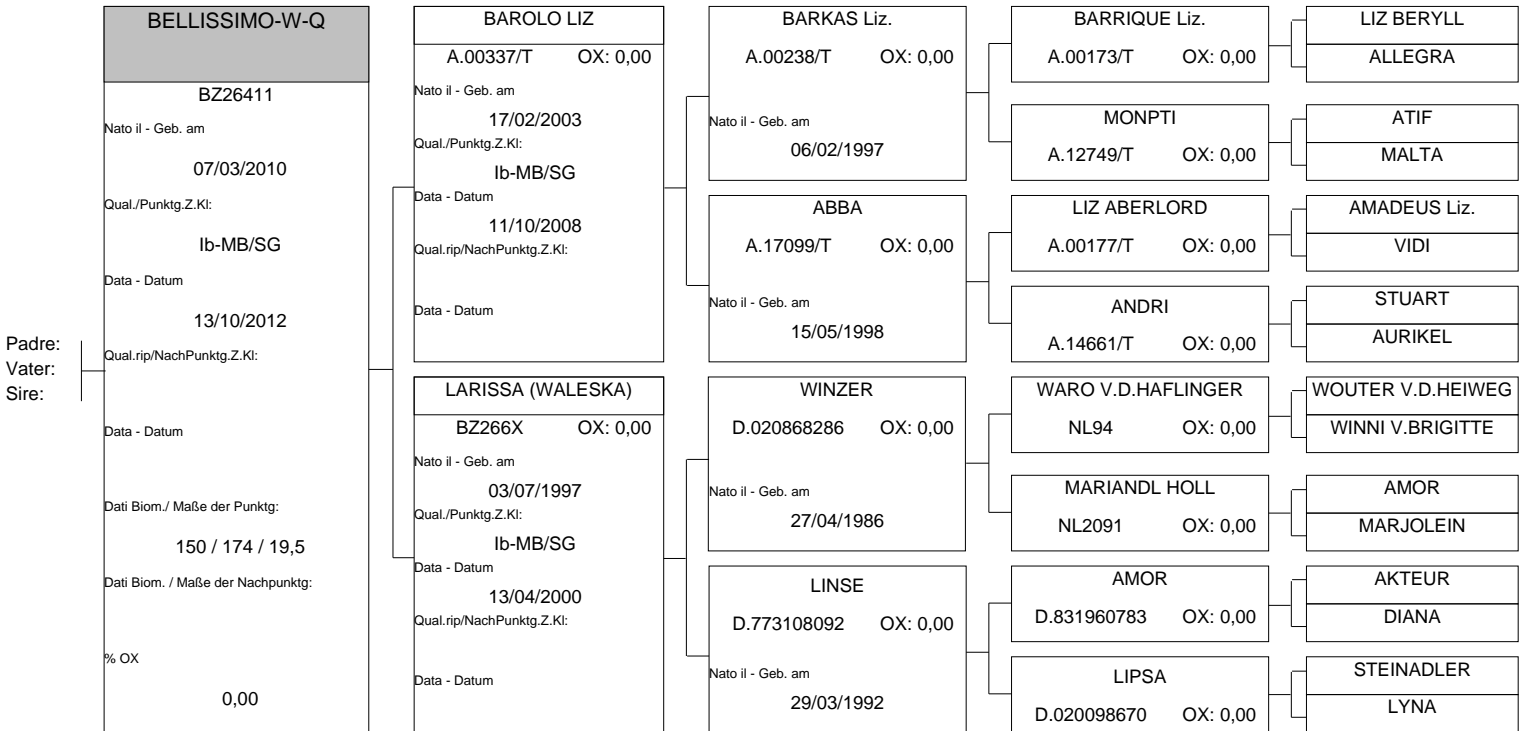 Padre:
Vater:
Sire:
BELLISSIMO-W-Q
BZ26411
Nato il - Geb. am
07/03/2010
Qual./Punktg.Z.Kl:
Ib-MB/SG
Data - Datum
13/10/2012
Qual.rip/NachPunktg.Z.Kl:
Data - Datum
Dati Biom./ Maße der Punktg:
150 / 174 / 19,5
Dati Biom. / Maße der Nachpunktg:
% OX
0,00
BAROLO LIZ
A.00337/T OX: 0,00
Nato il - Geb. am
17/02/2003
Qual./Punktg.Z.Kl:
Ib-MB/SG
Data - Datum
11/10/2008
Qual.rip/NachPunktg.Z.Kl:
Data - Datum
LARISSA (WALESKA)
BZ266X OX: 0,00
Nato il - Geb. am
03/07/1997
Qual./Punktg.Z.Kl:
Ib-MB/SG
Data - Datum
13/04/2000
Qual.rip/NachPunktg.Z.Kl:
Data - Datum
BARKAS Liz.
A.00238/T OX: 0,00
Nato il - Geb. am
06/02/1997
ABBA
A.17099/T OX: 0,00
Nato il - Geb. am
15/05/1998
WINZER
D.020868286 OX: 0,00
Nato il - Geb. am
27/04/1986
LINSE
D.773108092 OX: 0,00
Nato il - Geb. am
29/03/1992
BARRIQUE Liz.
A.00173/T OX: 0,00
MONPTI
A.12749/T OX: 0,00
LIZ ABERLORD
A.00177/T OX: 0,00
ANDRI
A.14661/T OX: 0,00
WARO V.D.HAFLINGER
NL94 OX: 0,00
MARIANDL HOLL
NL2091 OX: 0,00
AMOR
D.831960783 OX: 0,00
LIPSA
D.020098670 OX: 0,00
LIZ BERYLL
ALLEGRA
ATIF
MALTA
AMADEUS Liz.
VIDI
STUART
AURIKEL
WOUTER V.D.HEIWEG
WINNI V.BRIGITTE
AMOR
MARJOLEIN
AKTEUR
DIANA
STEINADLER
LYNA